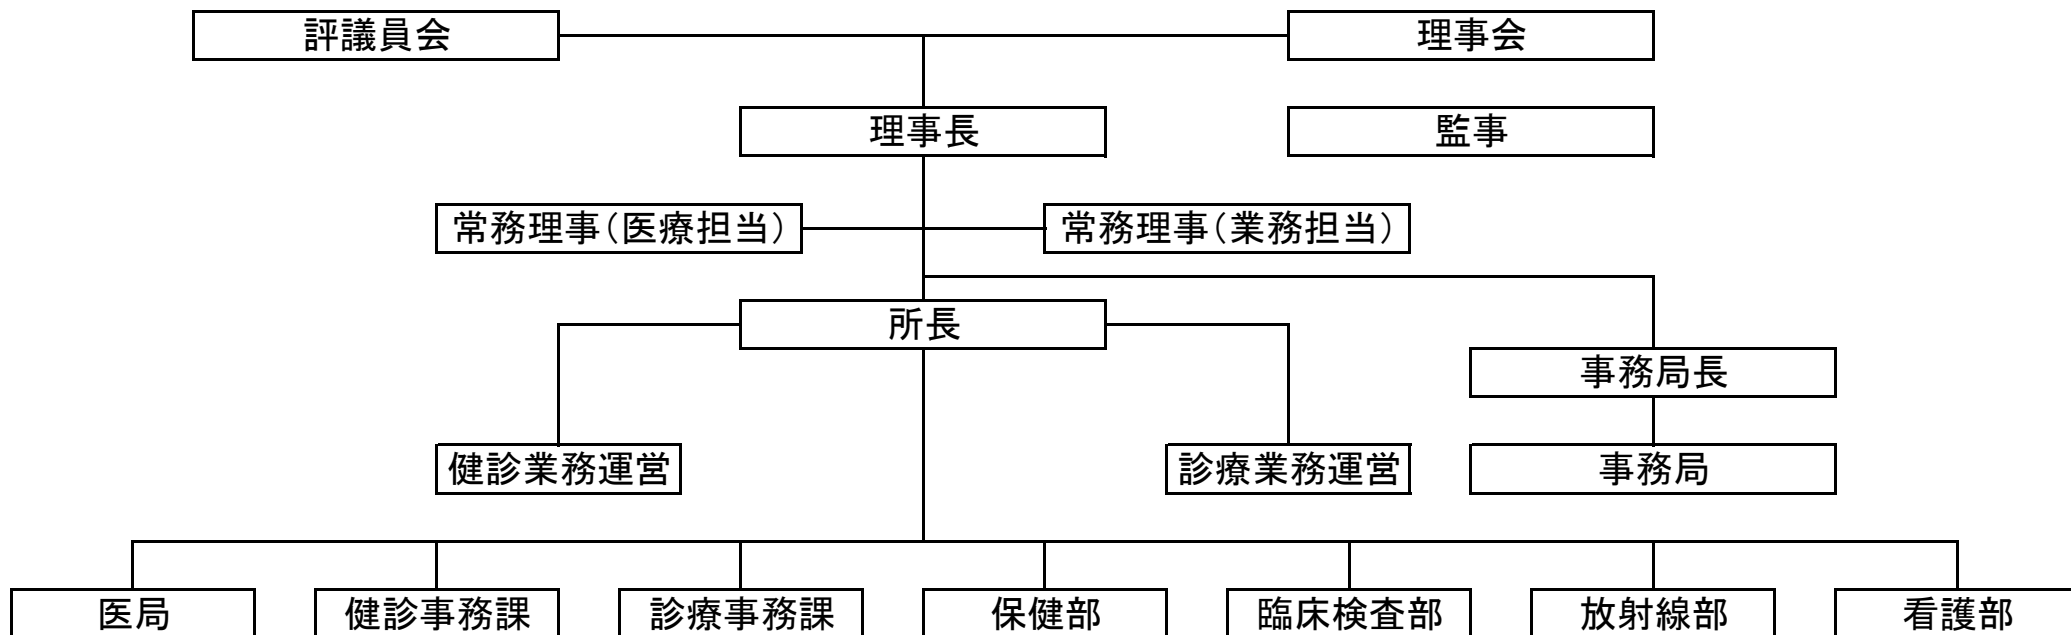 評議員会
理事会
理事長
監事
常務理事（医療担当）
常務理事（業務担当）
所長
事務局長
健診業務運営
診療業務運営
事務局
医局
健診事務課
診療事務課
保健部
臨床検査部
放射線部
看護部